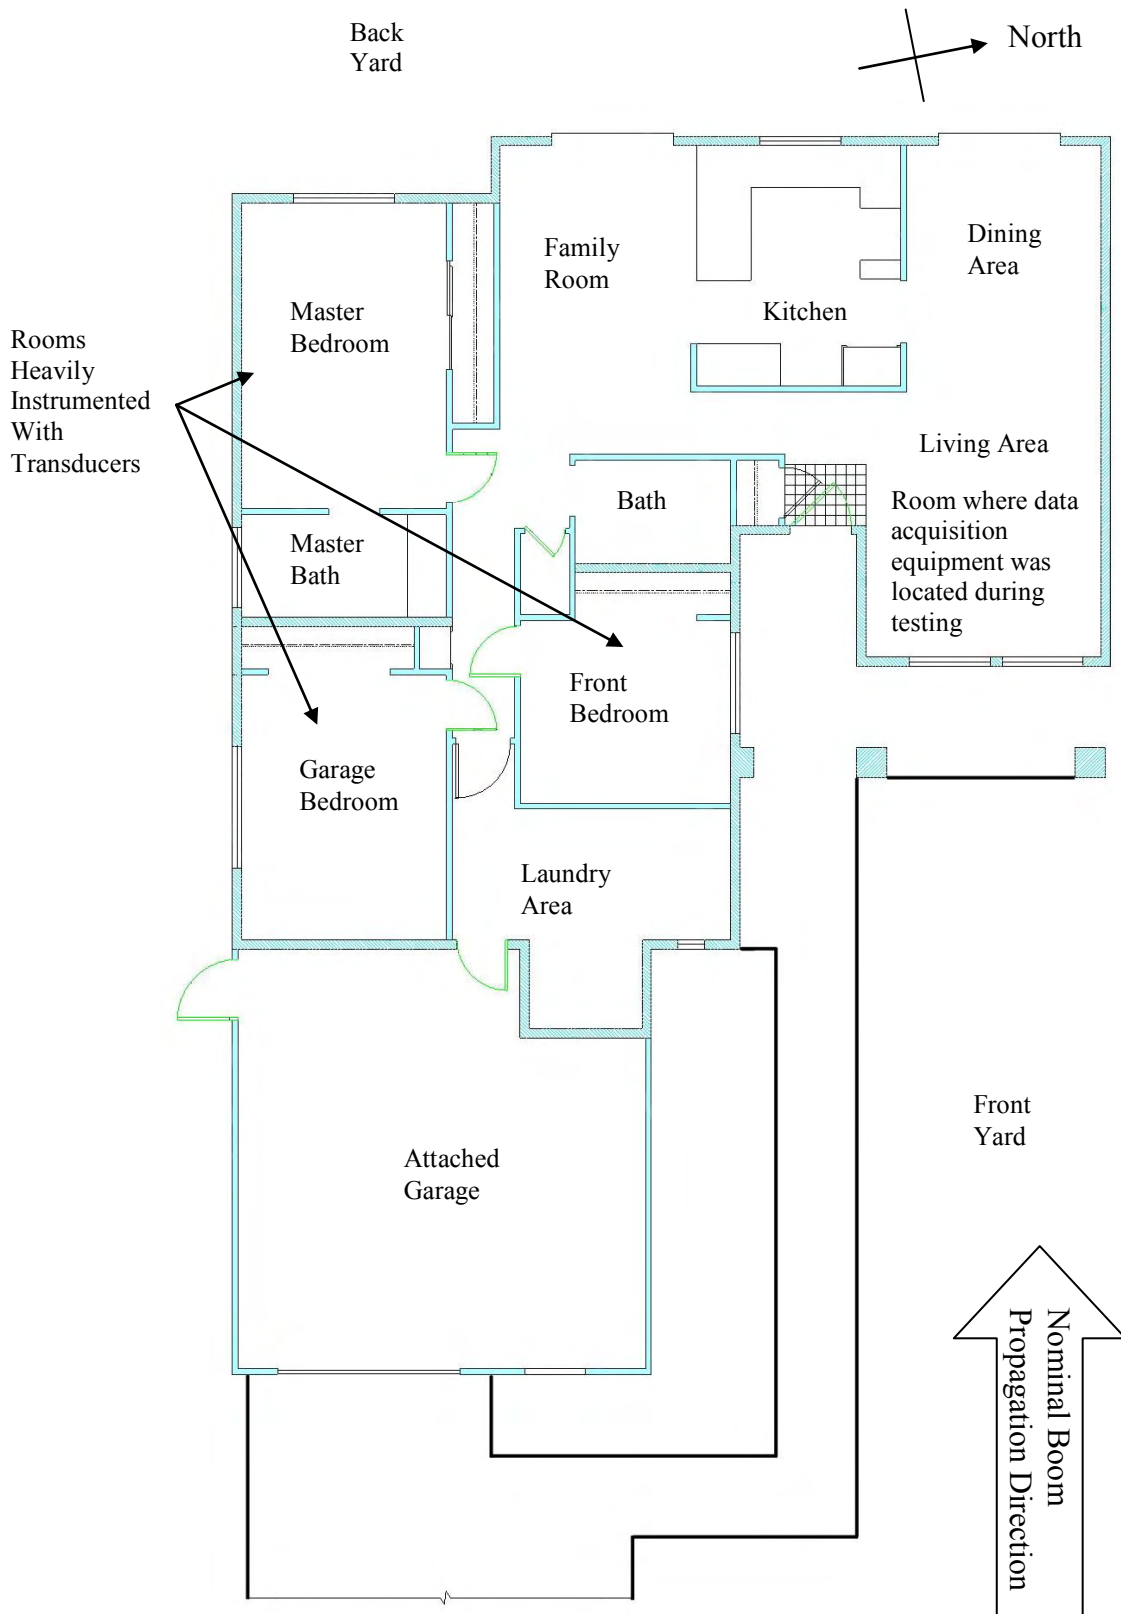 Back
Yard
North
Family
Room
Dining
Area
Master
Bedroom
Kitchen
Rooms
Heavily
Instrumented
With
Transducers
Living Area
Room where data
acquisition
equipment was
located during
testing
Bath
Master
Bath
Front
Bedroom
Garage
Bedroom
Laundry
Area
Front
Yard
Attached
Garage
Nominal Boom
Propagation Direction